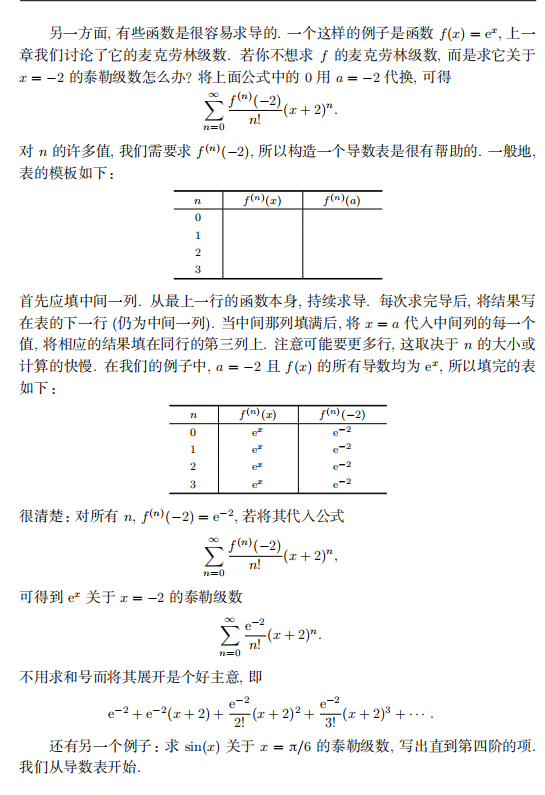 另一方面, 有些函数是很容易求导的. 一个这样的例子是函数 f(x) = eˣ, 上一
章我们讨论了它的麦克劳林级数. 若你不想求 f 的麦克劳林级数, 而是求它关于
x = −2 的泰勒级数怎么办? 将上面公式中的 0 用 a = −2 代换, 可得
∑_{n=0}^{∞} f⁽ⁿ⁾(−2)/n! (x + 2)ⁿ.
对 n 的许多值, 我们需要求 f⁽ⁿ⁾(−2), 所以构造一个导数表是很有帮助的. 一般地,
表的模板如下:
n f⁽ⁿ⁾(x) f⁽ⁿ⁾(a)
0
1
2
3
首先应填中间一列. 从最上一行的函数本身, 持续求导. 每次求完导后, 将结果写
在表的下一行 (仍为中间一列). 当中间那列填满后, 将 x = a 代入中间列的每一个
值, 将相应的结果填在同行的第三列上. 注意可能要更多行, 这取决于 n 的大小或
计算的快慢. 在我们的例子中, a = −2 且 f(x) 的所有导数均为 eˣ, 所以填完的表
如下:
n f⁽ⁿ⁾(x) f⁽ⁿ⁾(−2)
0 eˣ e⁻²
1 eˣ e⁻²
2 eˣ e⁻²
3 eˣ e⁻²
很清楚: 对所有 n, f⁽ⁿ⁾(−2) = e⁻², 若将其代入公式
∑_{n=0}^{∞} f⁽ⁿ⁾(−2)/n! (x + 2)ⁿ,
可得到 eˣ 关于 x = −2 的泰勒级数
∑_{n=0}^{∞} e⁻²/n! (x + 2)ⁿ.
不用求和号而将其展开是个好主意, 即
e⁻² + e⁻²(x + 2) + e⁻²/2! (x + 2)² + e⁻²/3! (x + 2)³ + ⋯ .
还有另一个例子: 求 sin(x) 关于 x = π/6 的泰勒级数, 写出直到第四阶的项.
我们从导数表开始.